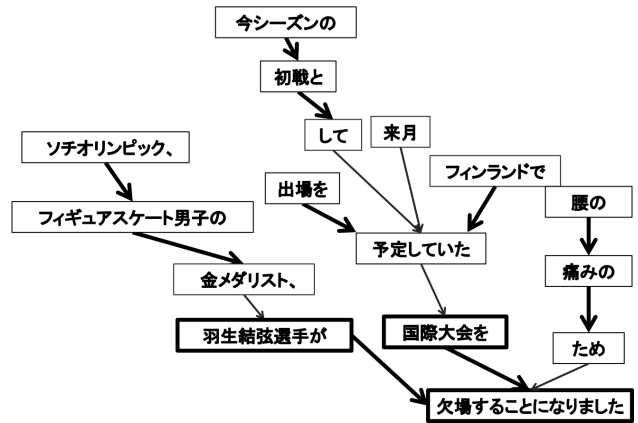 今シーズンの
初戦と
して
来月
ソチオリンピック、
フィンランドで
出場を
腰の
フィギュアスケート男子の
予定していた
痛みの
金メダリスト、
羽生結弦選手が
国際大会を
ため
欠場することになりました